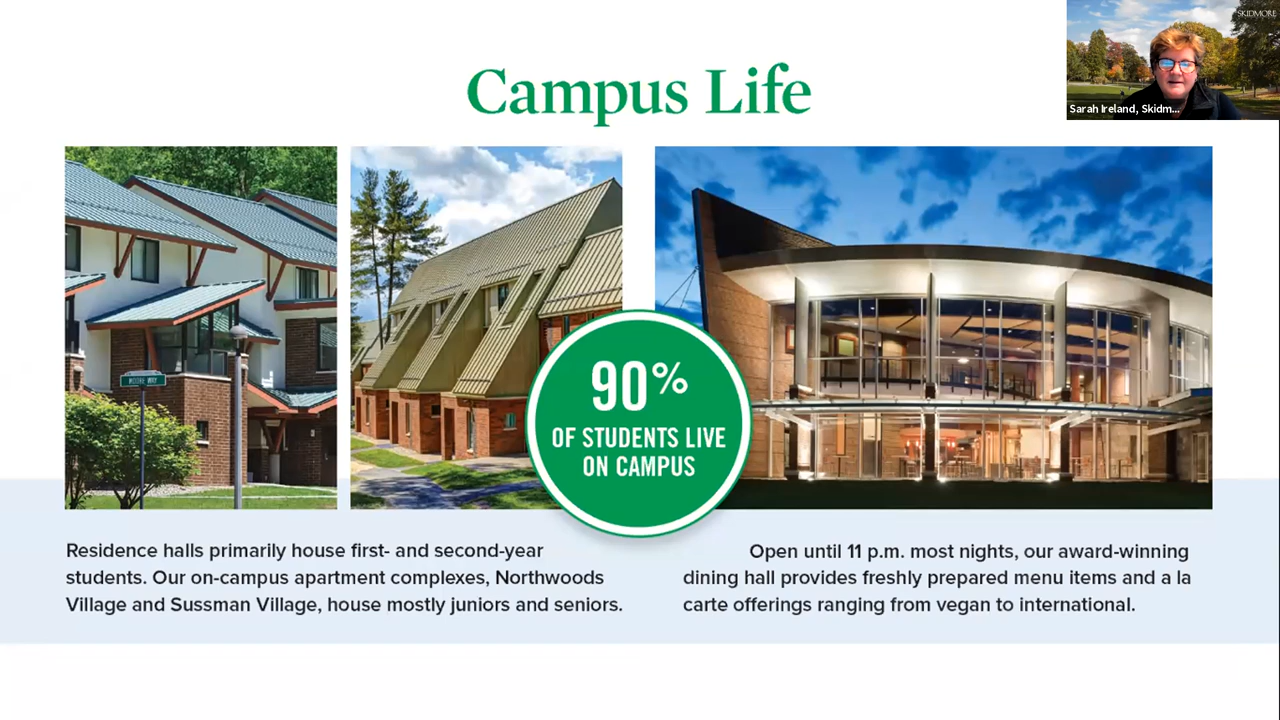 SKIDMORE
Sarah Ireland, Skidm...
Campus Life
90%
OF STUDENTS LIVE
ON CAMPUS
Residence halls primarily house first- and second-year
students. Our on-campus apartment complexes, Northwoods
Village and Sussman Village, house mostly juniors and seniors.
Open until 11 p.m. most nights, our award-winning
dining hall provides freshly prepared menu items and a la
carte offerings ranging from vegan to international.